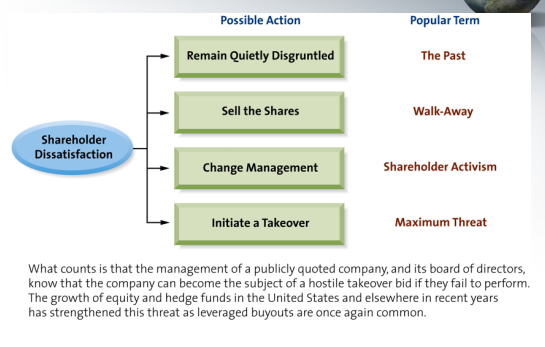 Possible Action Popular Term
Remain Quietly Disgruntled The Past
Sell the Shares Walk-Away
Shareholder
Dissatisfaction
Change Management Shareholder Activism
Initiate a Takeover Maximum Threat
What counts is that the management of a publicly quoted company, and its board of directors,
know that the company can become the subject of a hostile takeover bid if they fail to perform.
The growth of equity and hedge funds in the United States and elsewhere in recent years
has strengthened this threat as leveraged buyouts are once again common.